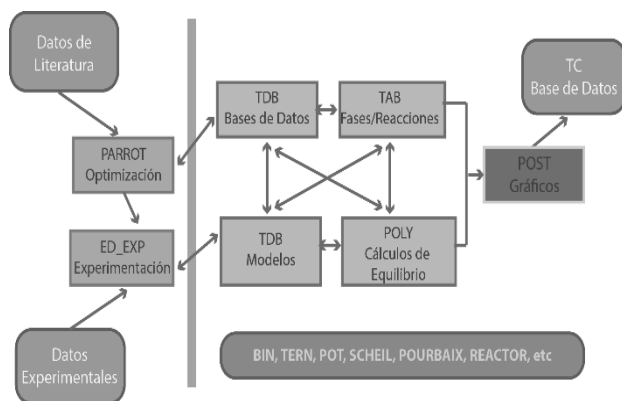 Datos de
Literatura
PARROT
Optimización
ED_EXP
Experimentación
Datos
Experimentales
TDB
Bases de Datos
TAB
Fases/Reacciones
TDB
Modelos
POLY
Cálculos de
Equilibrio
POST
Gráficos
TC
Base de Datos
BIN, TERN, POT, SCHEIL, POURBAIX, REACTOR, etc